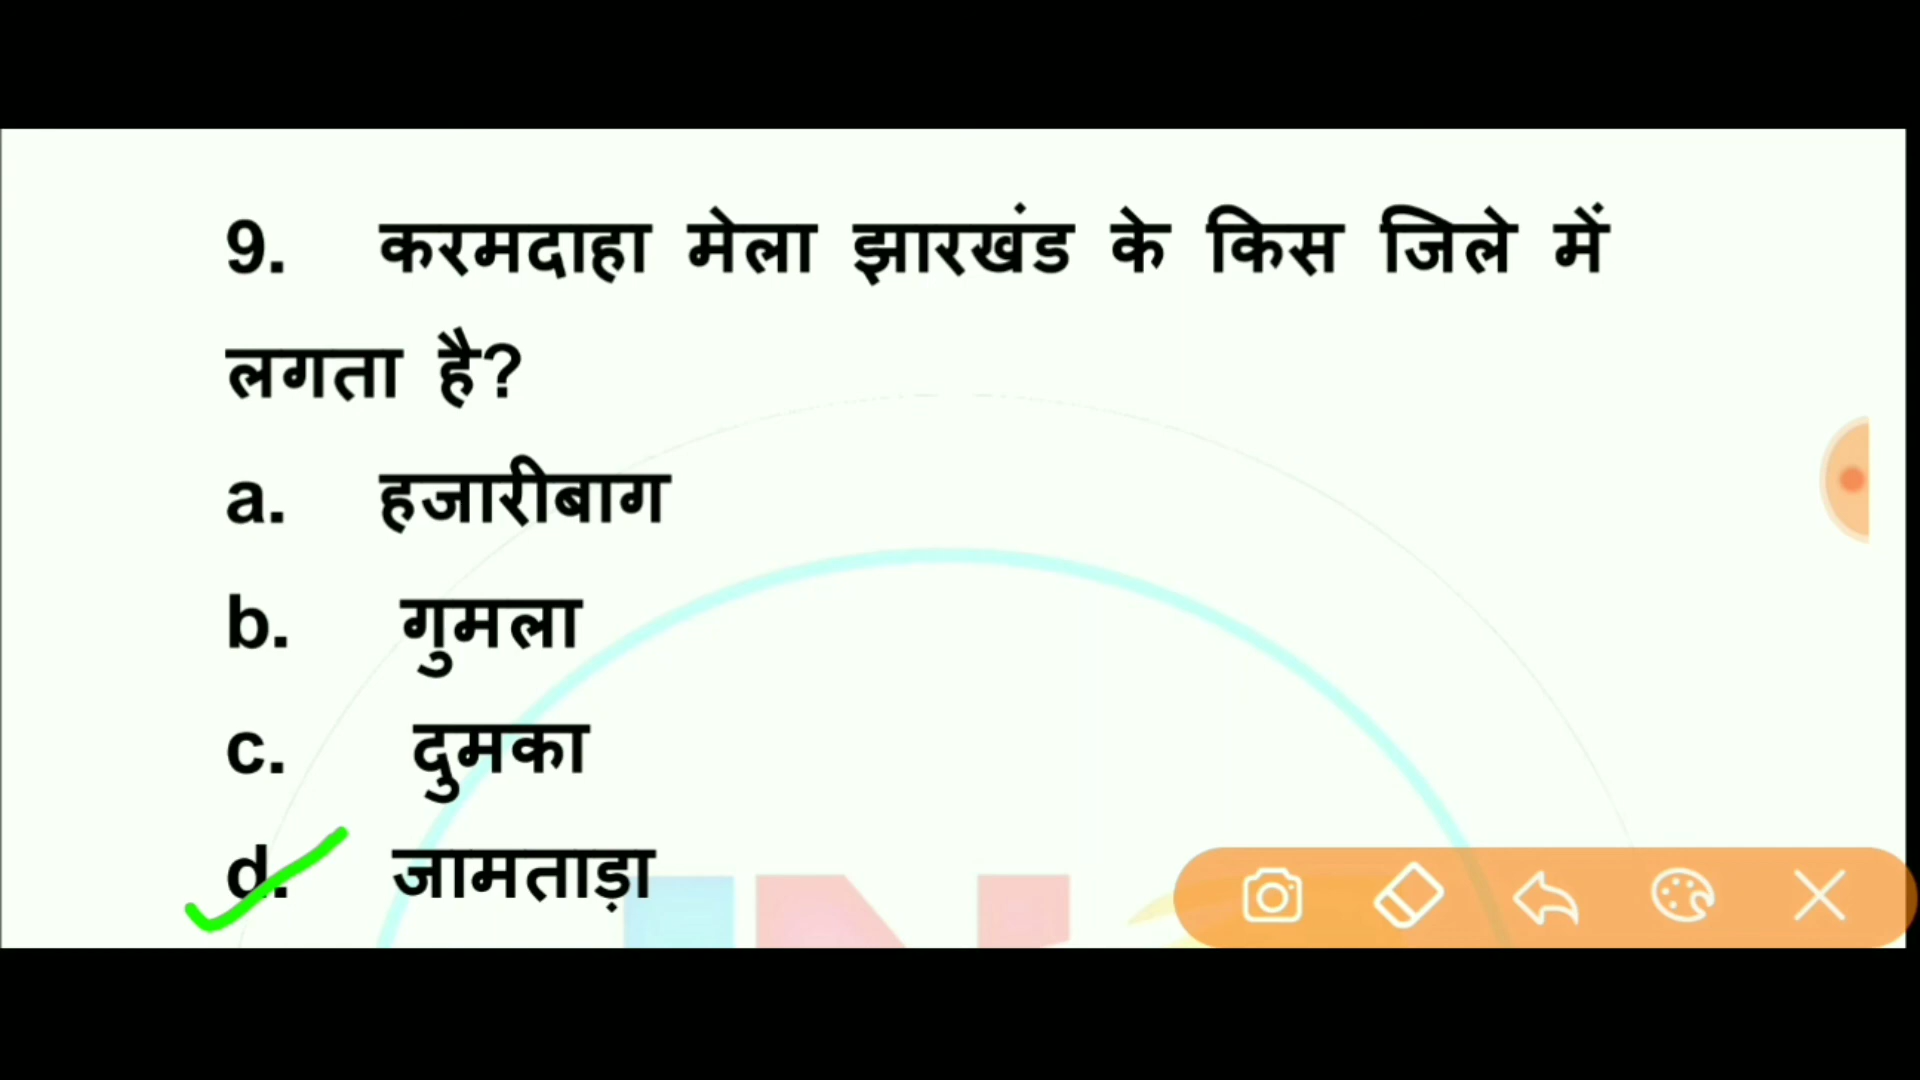 9. करमदाहा मेला झारखंड के किस जिले में
लगता है?
a. हजारीबाग
b. गुमला
c. दुमका
d. जामताड़ा